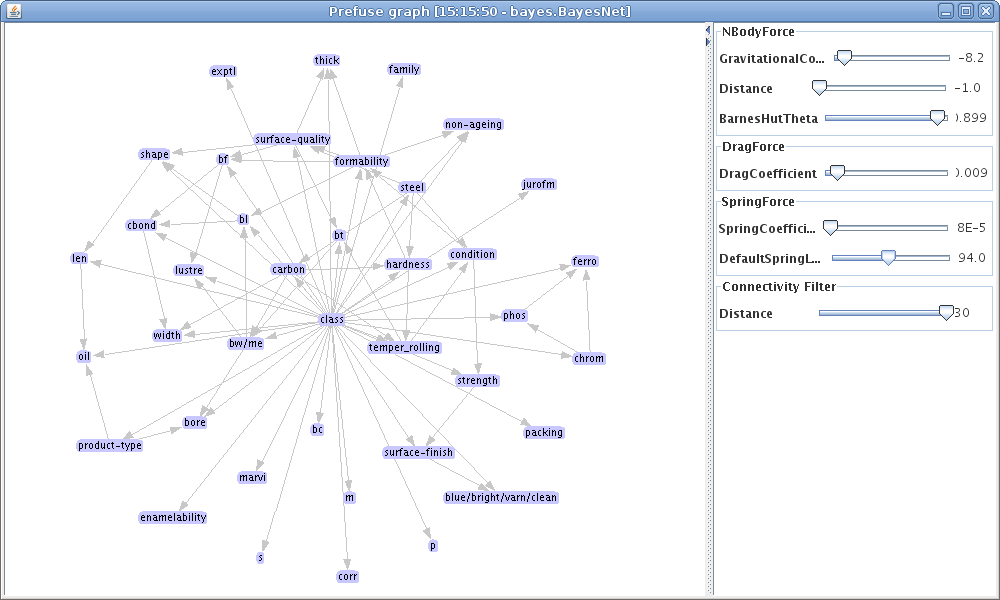 Prefuse graph [15:15:50 - bayes.BayesNet]
exptl
thick
family
non-ageing
surface-quality
shape
bf
formability
steel
jurofm
cbond
bl
bt
len
lustre
carbon
hardness
condition
ferro
class
phos
width
bw/me
temper_rolling
oil
chrom
strength
bore
bc
packing
product-type
surface-finish
marvi
m
blue/bright/varn/clean
enamelability
s
p
corr
NBodyForce
GravitationalCo... -8.2
Distance -1.0
BarnesHutTheta 0.899
DragForce
DragCoefficient 0.009
SpringForce
SpringCoeffici... 8E-5
DefaultSpringL... 94.0
Connectivity Filter
Distance 30